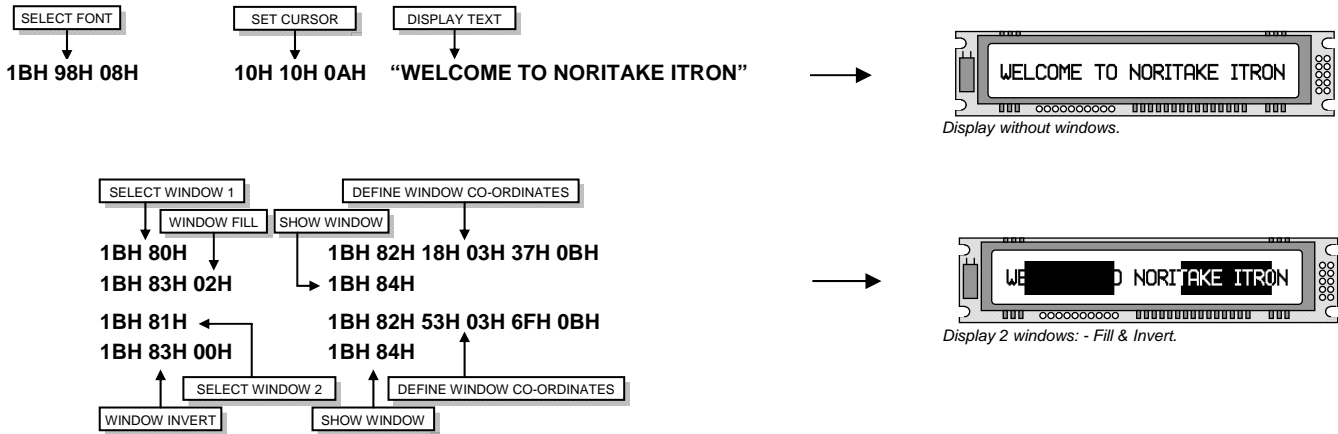 SELECT FONT SET CURSOR DISPLAY TEXT
1BH 98H 08H 10H 10H 0AH “WELCOME TO NORITAKE ITRON”
WELCOME TO NORITAKE ITRON
Display without windows.
SELECT WINDOW 1 DEFINE WINDOW CO-ORDINATES
WINDOW FILL SHOW WINDOW
1BH 80H 1BH 82H 18H 03H 37H 0BH
1BH 83H 02H 1BH 84H
1BH 81H 1BH 82H 53H 03H 6FH 0BH
1BH 83H 00H 1BH 84H
SELECT WINDOW 2 DEFINE WINDOW CO-ORDINATES
WINDOW INVERT SHOW WINDOW
WE O NORITAKE ITRON
Display 2 windows: - Fill & Invert.